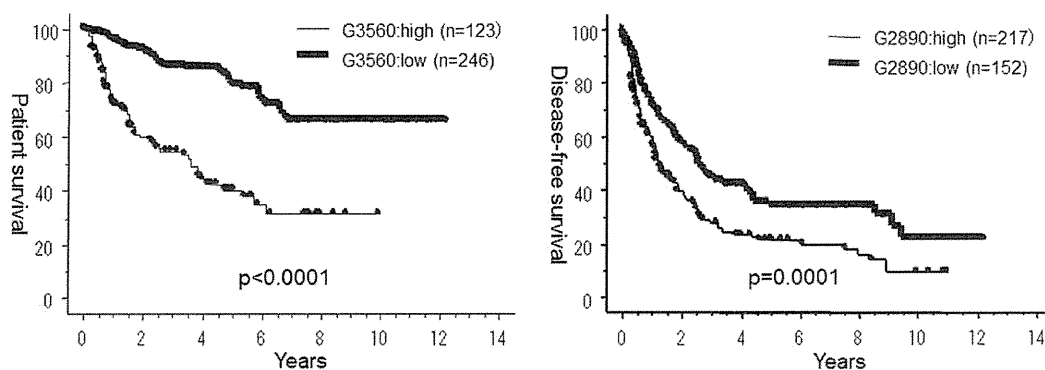 G3560:high (n=123)
G3560:low (n=246)
100
80
60
40
20
0
Patient survival
p<0.0001
0 2 4 6 8 10 12 14
Years
G2890:high (n=217)
G2890:low (n=152)
100
80
60
40
20
0
Disease-free survival
p=0.0001
0 2 4 6 8 10 12 14
Years